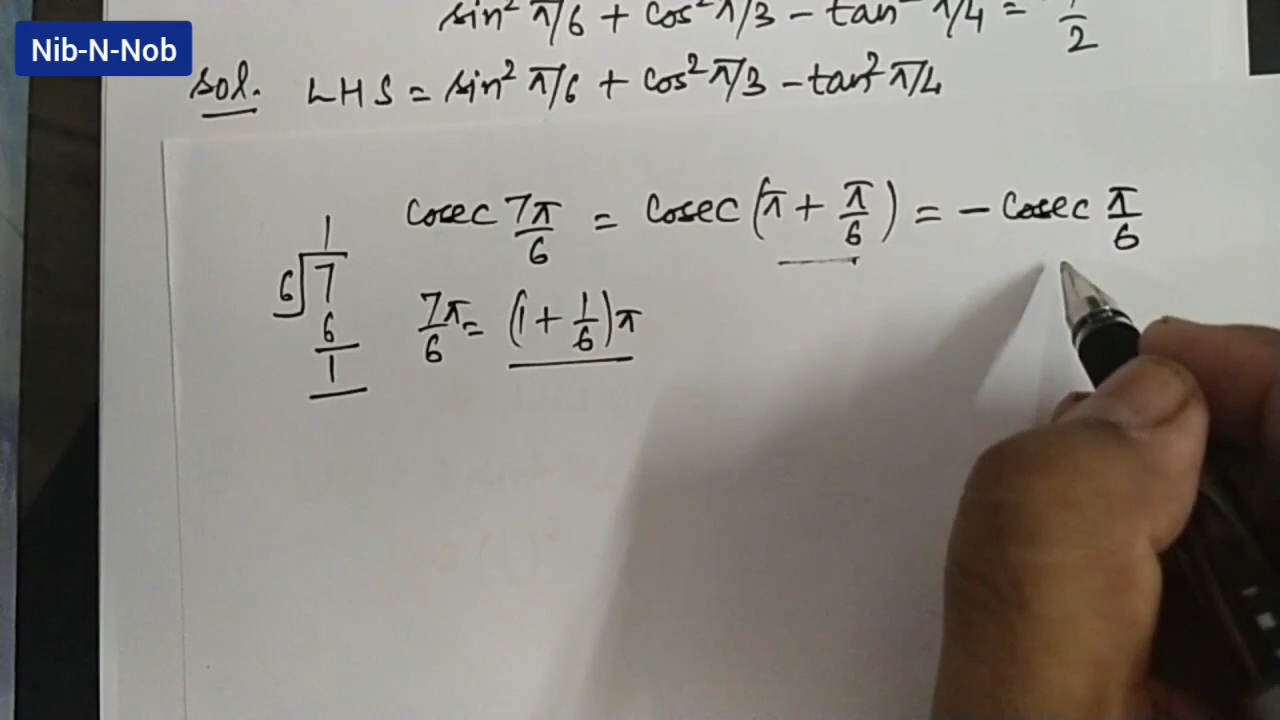 sin² π/6 + cos² π/3 − tan² π/4 = 1/2
Nib-N-Nob
Sol. LHS = sin² π/6 + cos² π/3 − tan² π/4
cosec 7π/6 = cosec (π + π/6) = − cosec π/6
1
6)7
6
1
7π/6 = (1 + 1/6)π